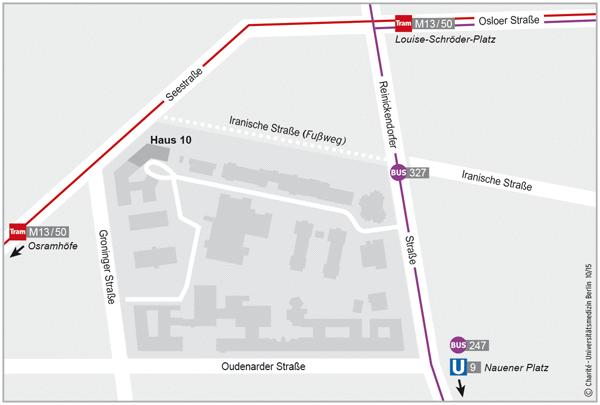 Tram M13/50 Osloer Straße
Louise-Schröder-Platz
Seestraße
Reinickendorfer
Iranische Straße (Fußweg)
Haus 10
BUS 327
Iranische Straße
Tram M13/50
Osramhöfe
Groninger Straße
Straße
BUS 247
U 9 Nauener Platz
Oudenarder Straße
© Charité - Universitätsmedizin Berlin 10/15